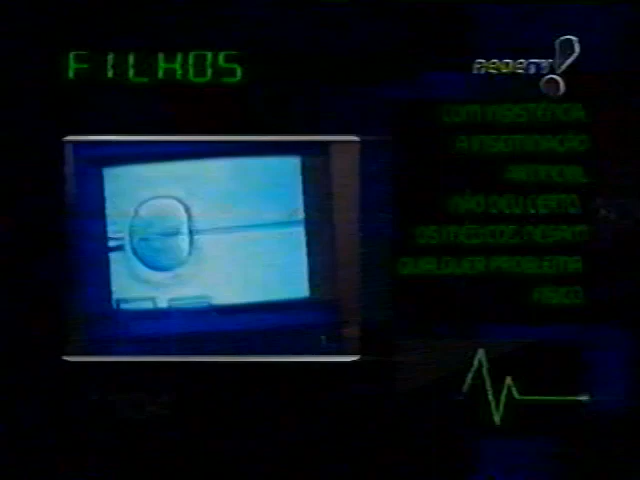 FILHOS
REDETV!
COM INSISTÊNCIA
A INSEMINAÇÃO
ARTIFICIAL
NÃO DEU CERTO.
OS MÉDICOS NEGAM
QUALQUER PROBLEMA
FÍSICO